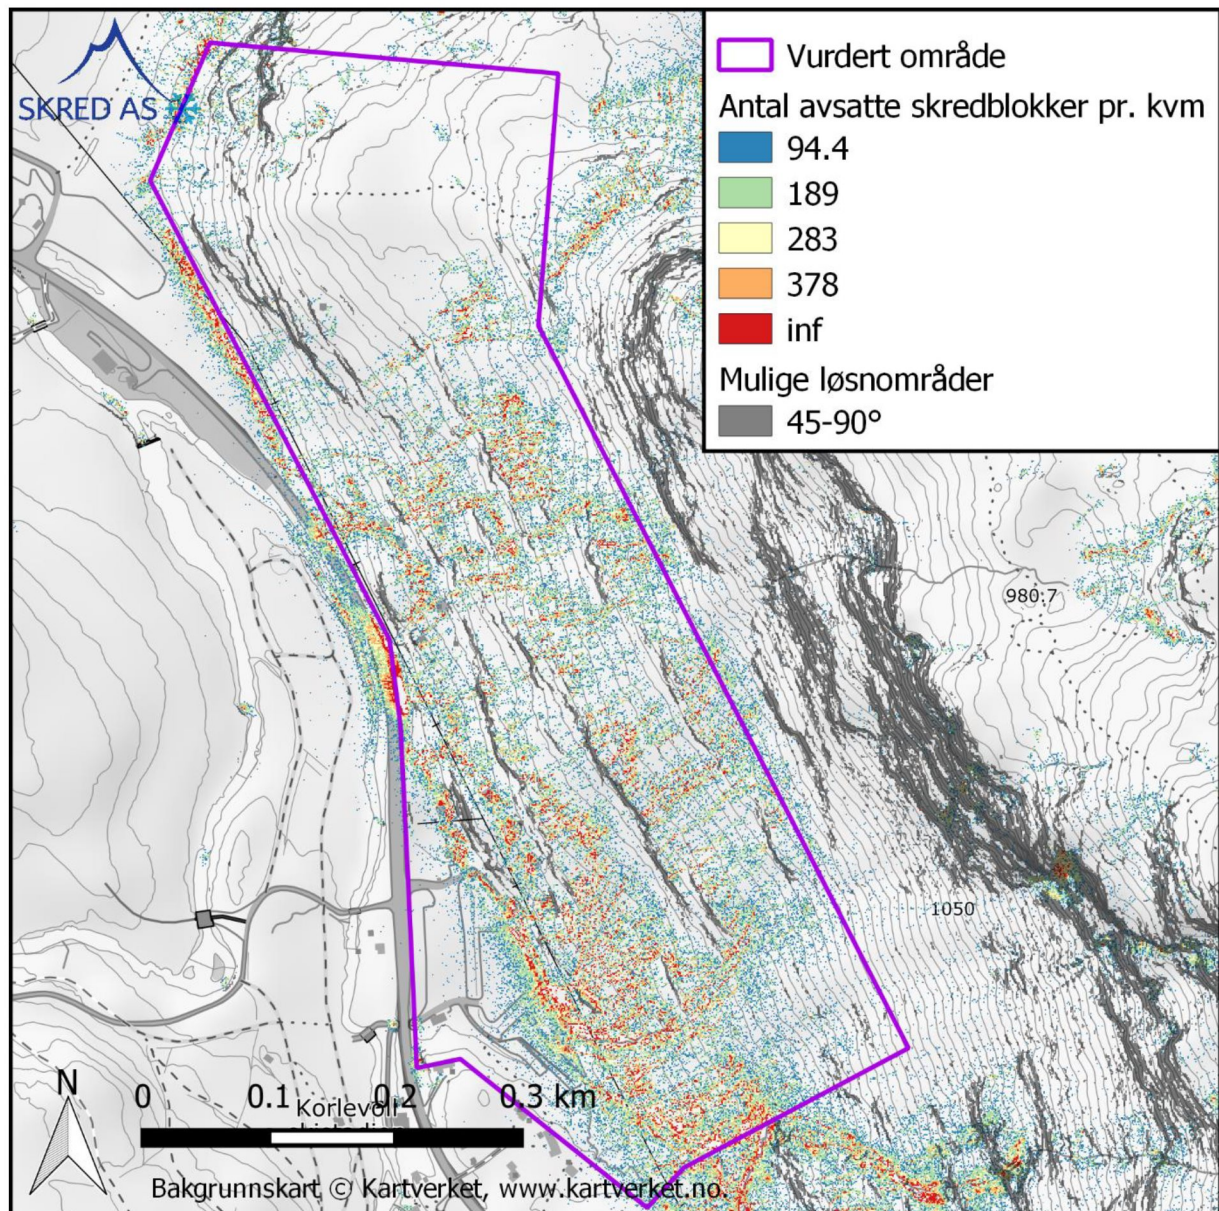 SKRED AS
Vurdert område
Antal avsatte skredblokker pr. kvm
94.4
189
283
378
inf
Mulige løsnområder
45-90°
980.7
1050
N
0 0.1 0.2 0.3 km
Korlevoll
Bakgrunnskart © Kartverket, www.kartverket.no.